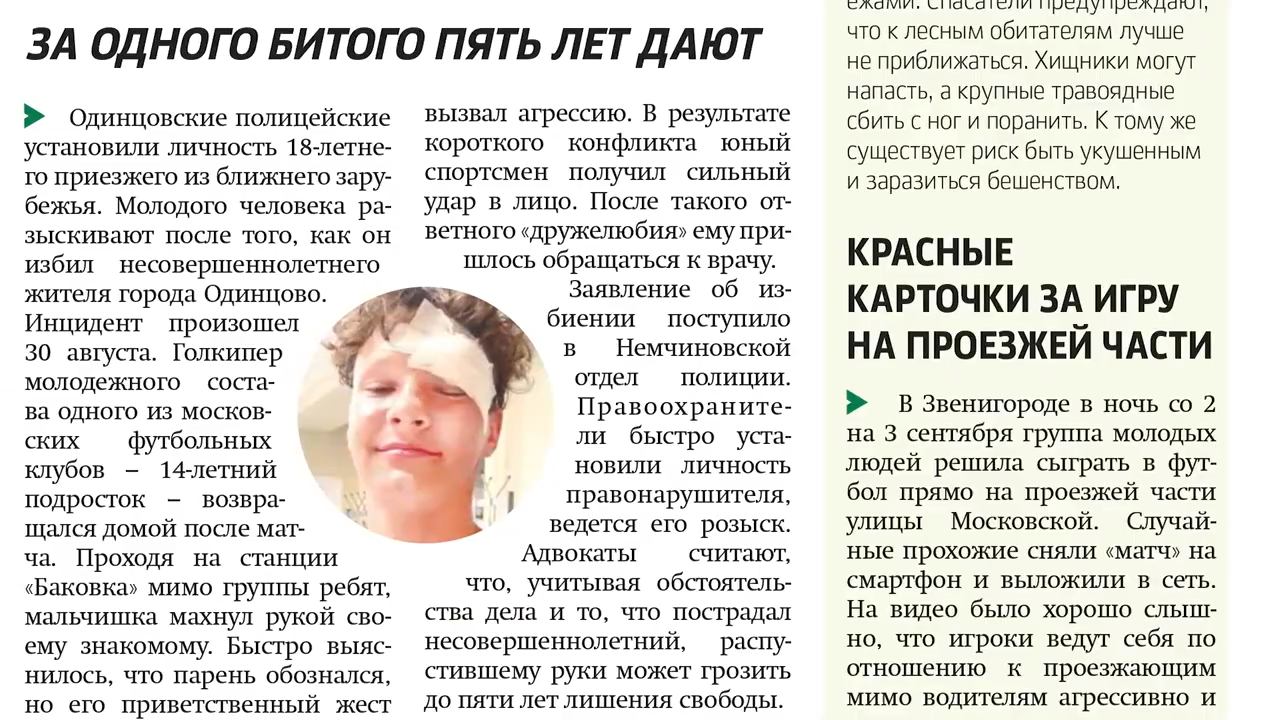 ЗА ОДНОГО БИТОГО ПЯТЬ ЛЕТ ДАЮТ
Одинцовские полицейские
установили личность 18-летне-
го приезжего из ближнего зару-
бежья. Молодого человека ра-
зыскивают после того, как он
избил несовершеннолетнего
жителя города Одинцово.
Инцидент произошел
30 августа. Голкипер
молодежного соста-
ва одного из москов-
ских футбольных
клубов – 14-летний
подросток – возвра-
щался домой после мат-
ча. Проходя на станции
«Баковка» мимо группы ребят,
мальчишка махнул рукой сво-
ему знакомому. Быстро выяс-
нилось, что парень обознался,
но его приветственный жест
вызвал агрессию. В результате
короткого конфликта юный
спортсмен получил сильный
удар в лицо. После такого от-
ветного «дружелюбия» ему при-
шлось обращаться к врачу.
Заявление об из-
биении поступило
в Немчиновской
отдел полиции.
Правоохраните-
ли быстро уста-
новили личность
правонарушителя,
ведется его розыск.
Адвокаты считают,
что, учитывая обстоятель-
ства дела и то, что пострадал
несовершеннолетний, распу-
стившему руки может грозить
до пяти лет лишения свободы.
ежами. Спасатели предупреждают,
что к лесным обитателям лучше
не приближаться. Хищники могут
напасть, а крупные травоядные
сбить с ног и поранить. К тому же
существует риск быть укушенным
и заразиться бешенством.
КРАСНЫЕ
КАРТОЧКИ ЗА ИГРУ
НА ПРОЕЗЖЕЙ ЧАСТИ
В Звенигороде в ночь со 2
на 3 сентября группа молодых
людей решила сыграть в фут-
бол прямо на проезжей части
улицы Московской. Случай-
ные прохожие сняли «матч» на
смартфон и выложили в сеть.
На видео было хорошо слыш-
но, что игроки ведут себя по
отношению к проезжающим
мимо водителям агрессивно и